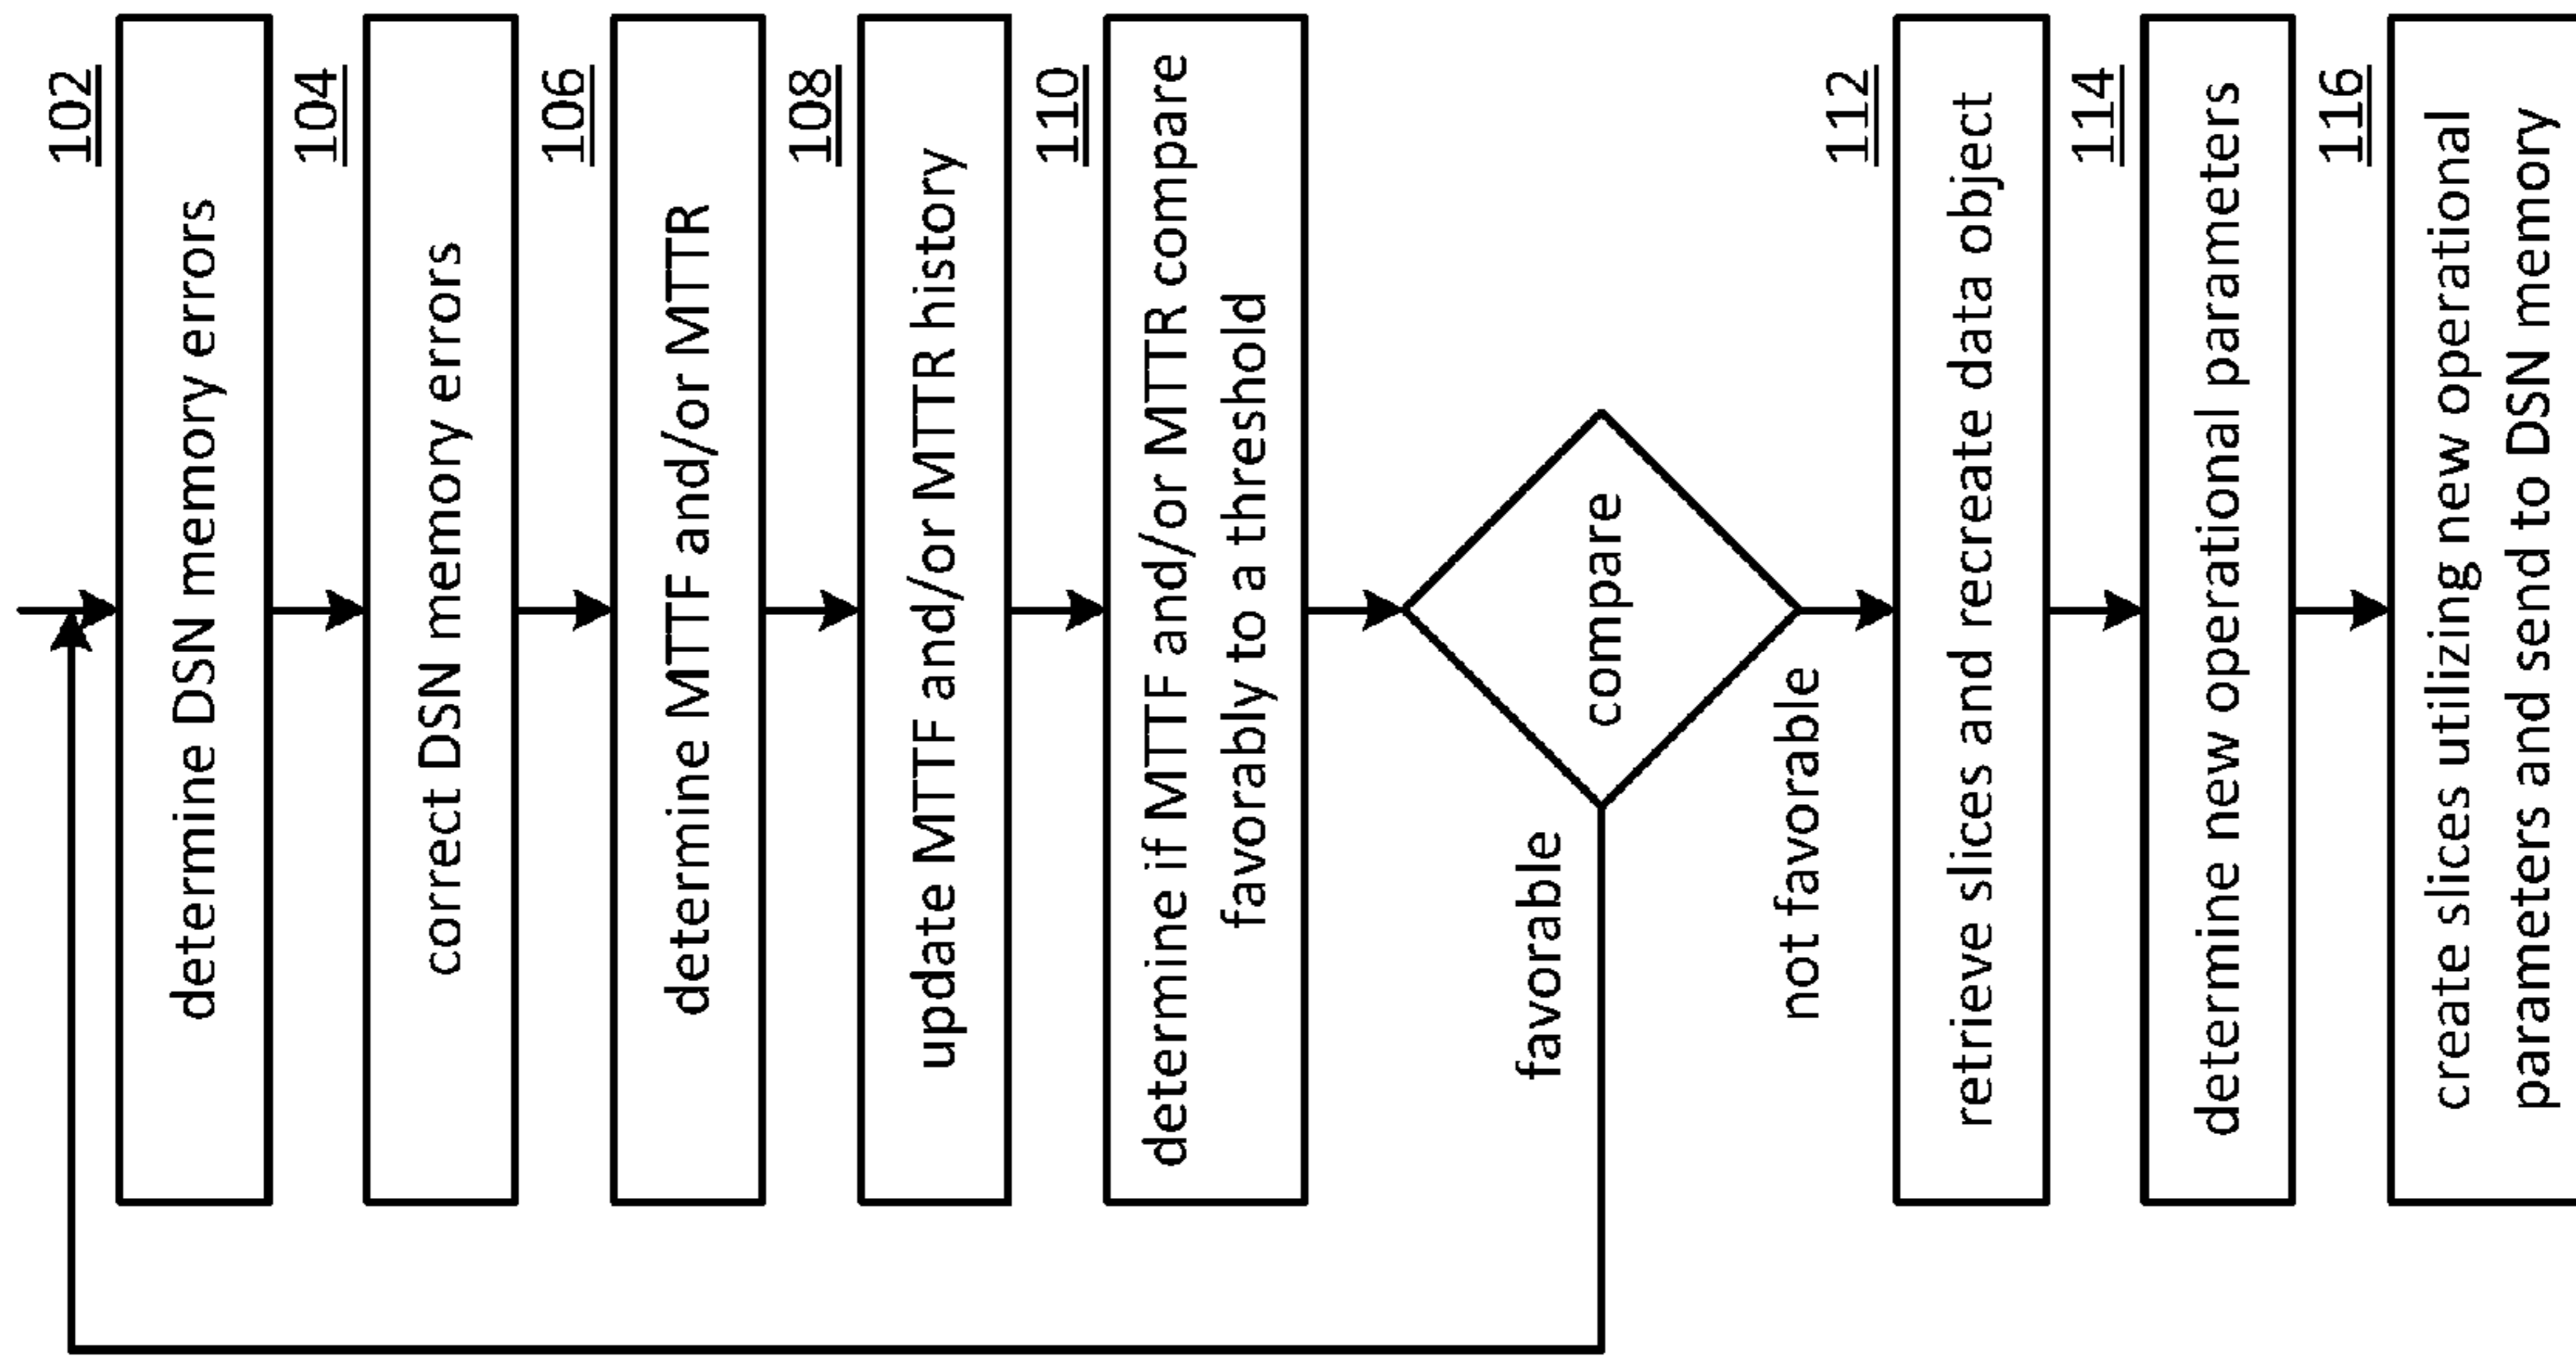 102
determine DSN memory errors
104
correct DSN memory errors
106
determine MTTF and/or MTTR
108
update MTTF and/or MTTR history
110
determine if MTTF and/or MTTR compare
favorably to a threshold
compare
favorable
not favorable
112
retrieve slices and recreate data object
114
determine new operational parameters
116
create slices utilizing new operational
parameters and send to DSN memory